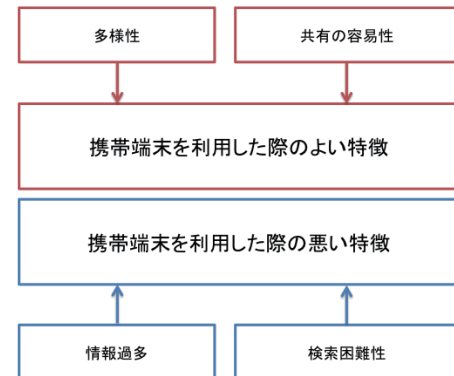 多様性
共有の容易性
携帯端末を利用した際のよい特徴
携帯端末を利用した際の悪い特徴
情報過多
検索困難性